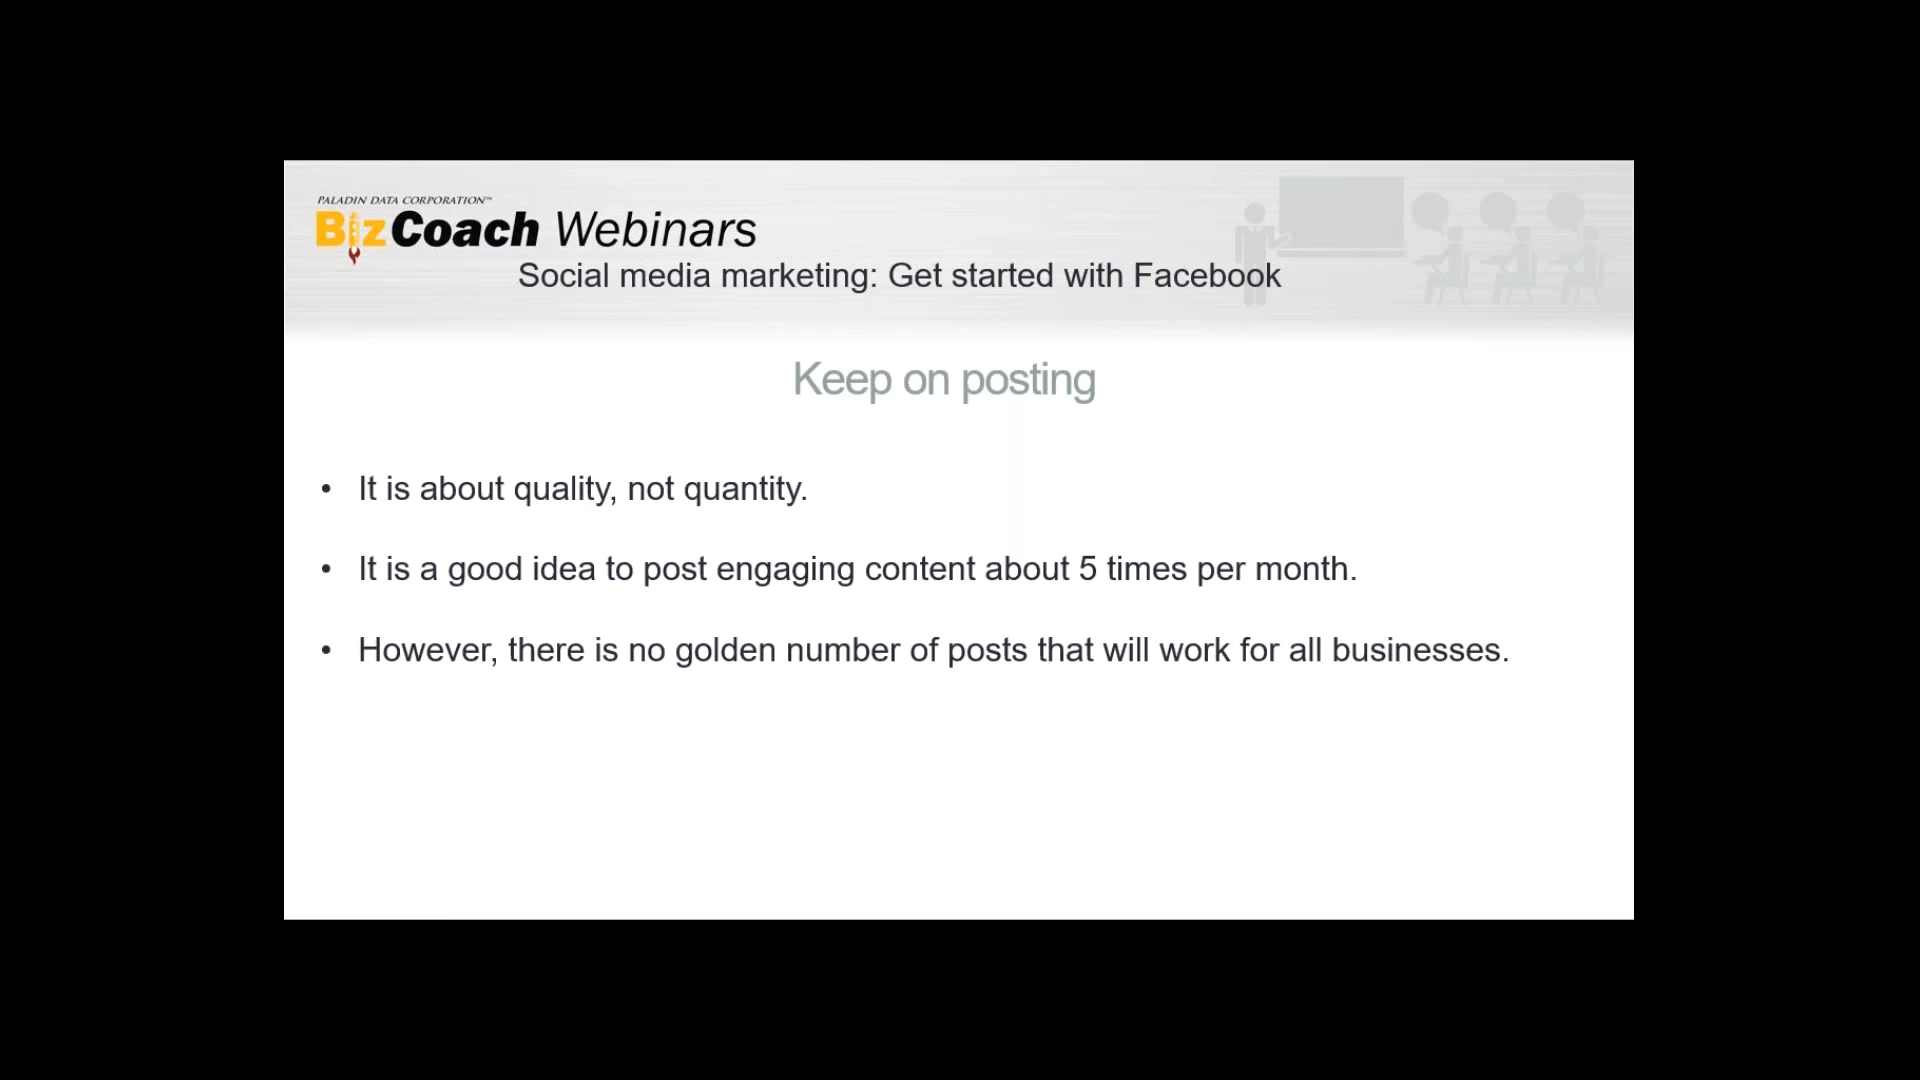 PALADIN DATA CORPORATION™
BizCoach Webinars
Social media marketing: Get started with Facebook
Keep on posting
• It is about quality, not quantity.
• It is a good idea to post engaging content about 5 times per month.
• However, there is no golden number of posts that will work for all businesses.